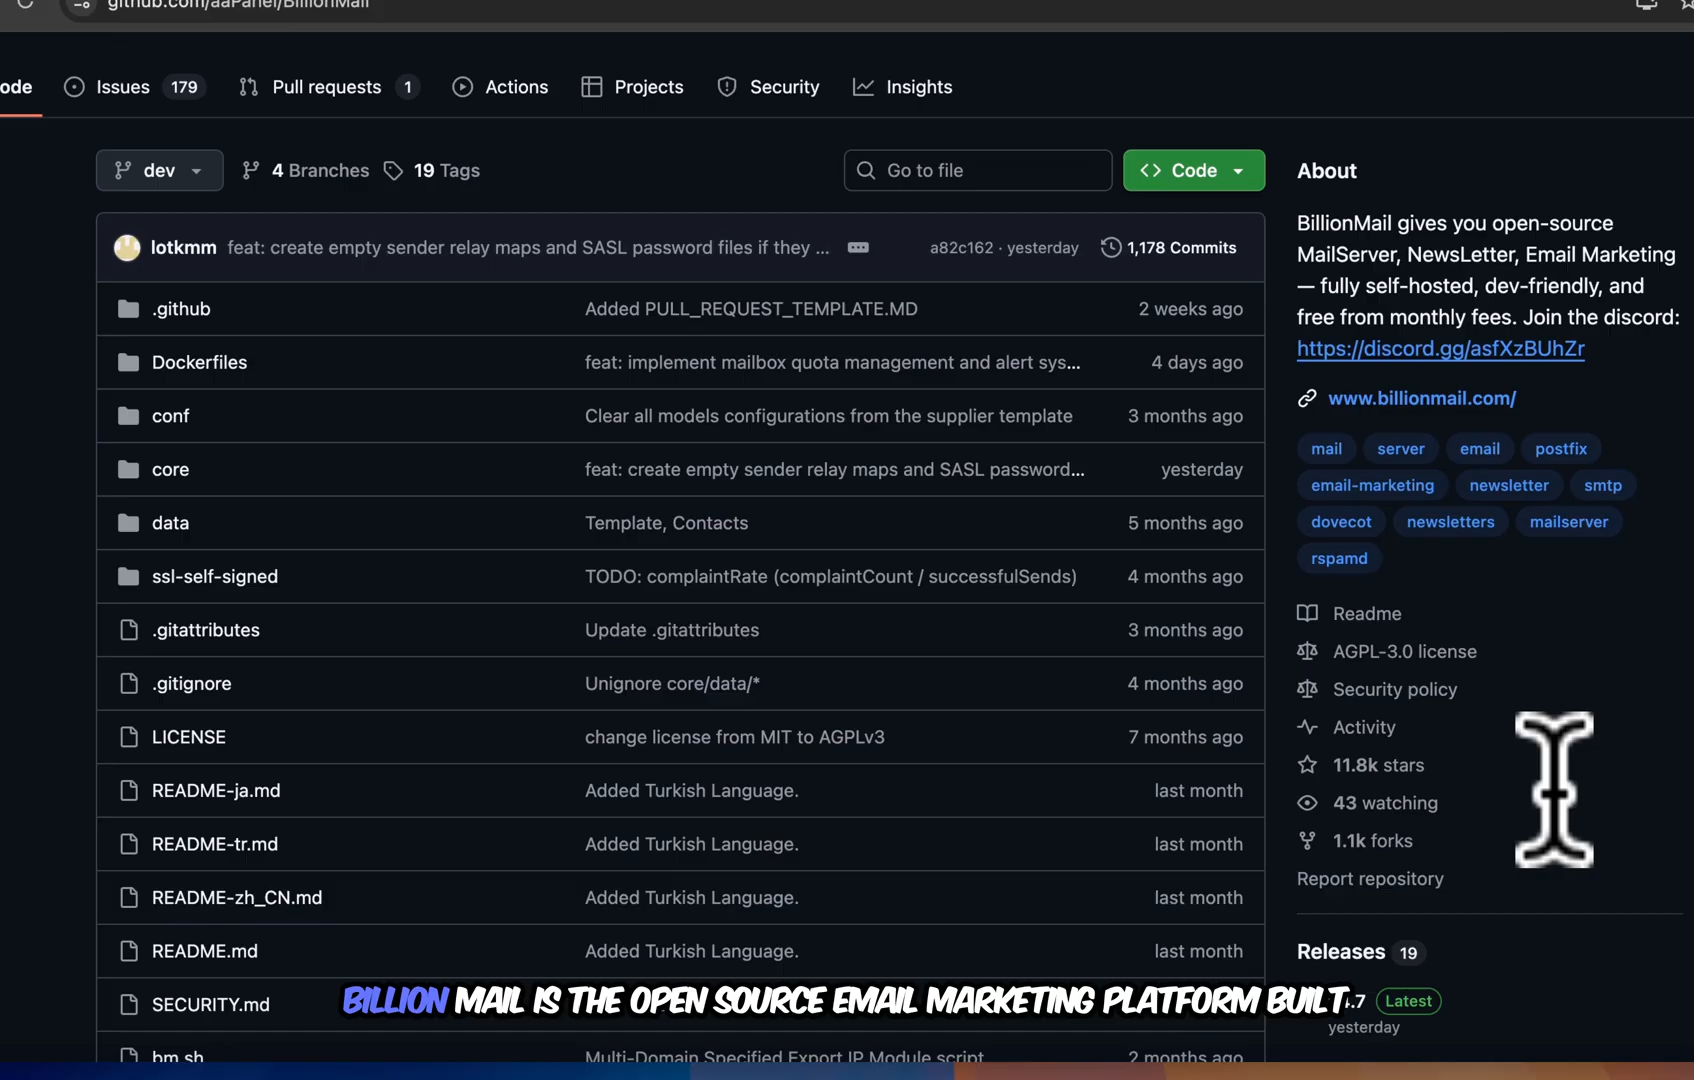 github.com/aaPanel/BillionMail
ode Issues 179 Pull requests 1 Actions Projects Security Insights
dev 4 Branches 19 Tags Go to file Code
lotkmm feat: create empty sender relay maps and SASL password files if they ... a82c162 · yesterday 1,178 Commits
.github Added PULL_REQUEST_TEMPLATE.MD 2 weeks ago
Dockerfiles feat: implement mailbox quota management and alert sys... 4 days ago
conf Clear all models configurations from the supplier template 3 months ago
core feat: create empty sender relay maps and SASL password... yesterday
data Template, Contacts 5 months ago
ssl-self-signed TODO: complaintRate (complaintCount / successfulSends) 4 months ago
.gitattributes Update .gitattributes 3 months ago
.gitignore Unignore core/data/* 4 months ago
LICENSE change license from MIT to AGPLv3 7 months ago
README-ja.md Added Turkish Language. last month
README-tr.md Added Turkish Language. last month
README-zh_CN.md Added Turkish Language. last month
README.md Added Turkish Language. last month
SECURITY.md
bm.sh Multi-Domain Specified Export IP Module script 2 months ago
About
BillionMail gives you open-source
MailServer, NewsLetter, Email Marketing
— fully self-hosted, dev-friendly, and
free from monthly fees. Join the discord:
https://discord.gg/asfXzBUhZr
www.billionmail.com/
mail server email postfix
email-marketing newsletter smtp
dovecot newsletters mailserver
rspamd
Readme
AGPL-3.0 license
Security policy
Activity
11.8k stars
43 watching
1.1k forks
Report repository
Releases 19
.7 Latest
yesterday
BILLION MAIL IS THE OPEN SOURCE EMAIL MARKETING PLATFORM BUILT